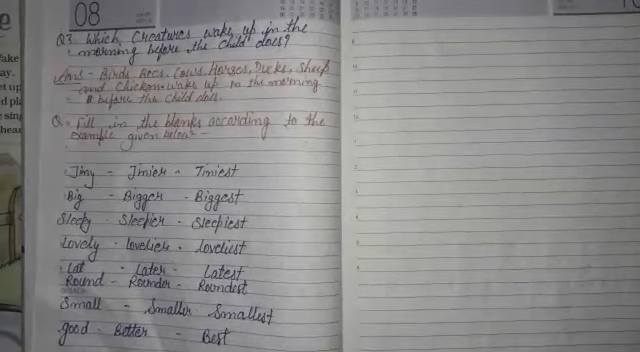 08
Q3. Which Creatures wake up in the
morning before the child does?
Ans - Birds, Bees, Cows, Horses, Ducks, Sheep
and Chicken wake up in the morning
before the child does.
Q. Fill in the blanks according to the
example given below -
Tiny - Tinier - Tiniest
Big - Bigger - Biggest
Sleepy - Sleepier - Sleepiest
Lovely - Lovelier - Loveliest
Lat - Later - Latest
Round - Rounder - Roundest
Small - Smaller Smallest
good - Better - Best